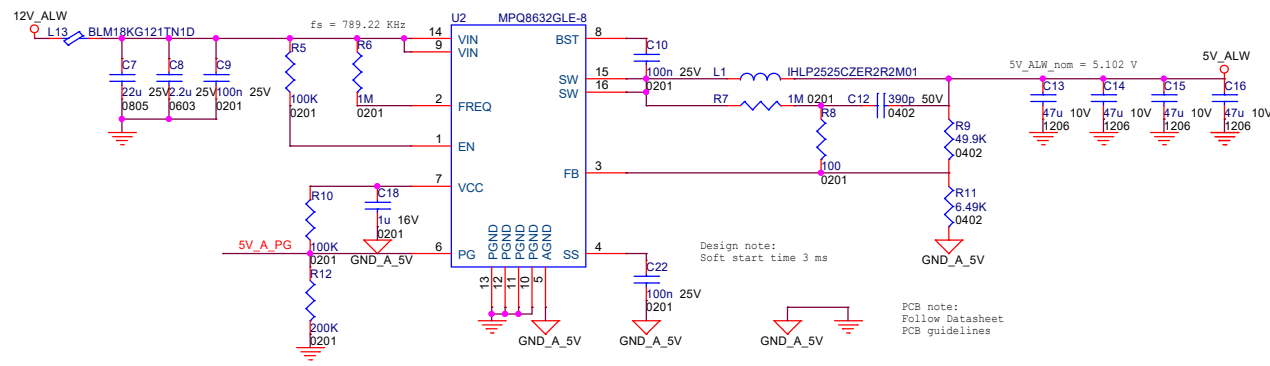 12V_ALW
L13
BLM18KG121TN1D
fs = 789.22 KHz
U2
MPQ8632GLE-8
C7
22u 25V
0805
C8
2.2u 25V
0603
C9
100n 25V
0201
R5
100K
0201
R6
1M
0201
14
VIN
9
VIN
2
FREQ
1
EN
7
VCC
6
PG
8
BST
15
SW
16
SW
3
FB
4
SS
PGND
PGND
PGND
PGND
AGND
13
12
11
10
5
C10
100n 25V
0201
L1
IHLP2525CZER2R2M01
R7
1M
0201
C12
390p 50V
0402
R8
100
0201
R9
49.9K
0402
R11
6.49K
0402
GND_A_5V
5V_ALW
5V_ALW_nom = 5.102 V
C13
47u 10V
1206
C14
47u 10V
1206
C15
47u 10V
1206
C16
47u 10V
1206
R10
100K
0201
C18
1u 16V
0201
GND_A_5V
5V_A_PG
R12
200K
0201
GND_A_5V
C22
100n 25V
0201
GND_A_5V
Design note:
Soft start time 3 ms
GND_A_5V
PCB note:
Follow Datasheet
PCB guidelines